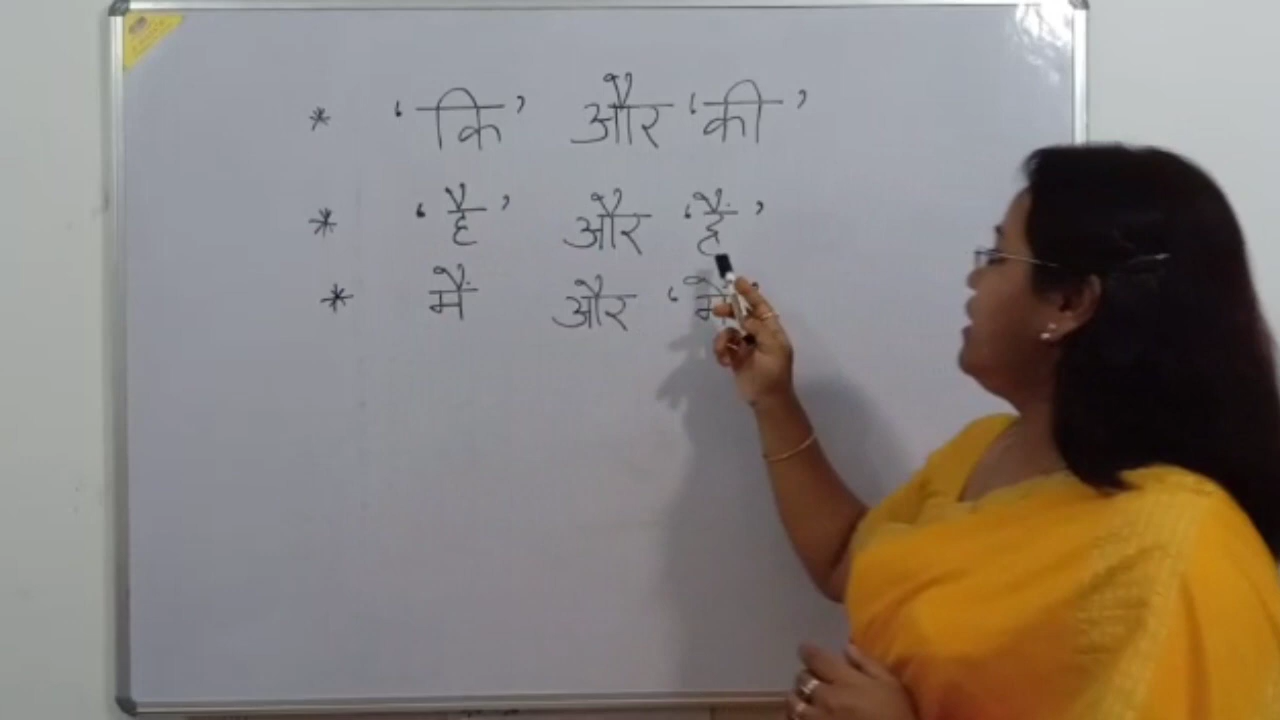 * ‘कि’ और ‘की’
* ‘है’ और ‘हैं’
* मैं और ‘में’